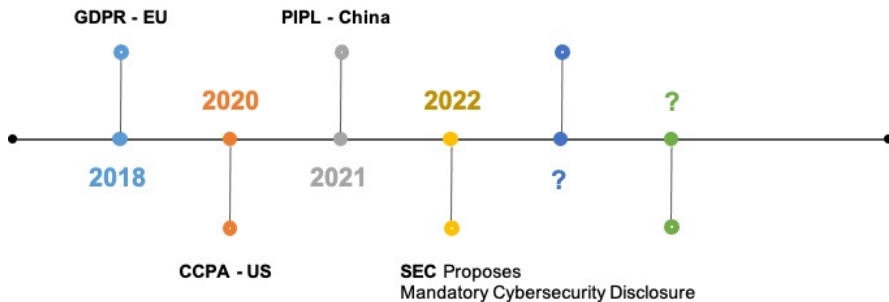 GDPR - EU
PIPL - China
2020
2022
?
2018
2021
?
CCPA - US
SEC Proposes
Mandatory Cybersecurity Disclosure